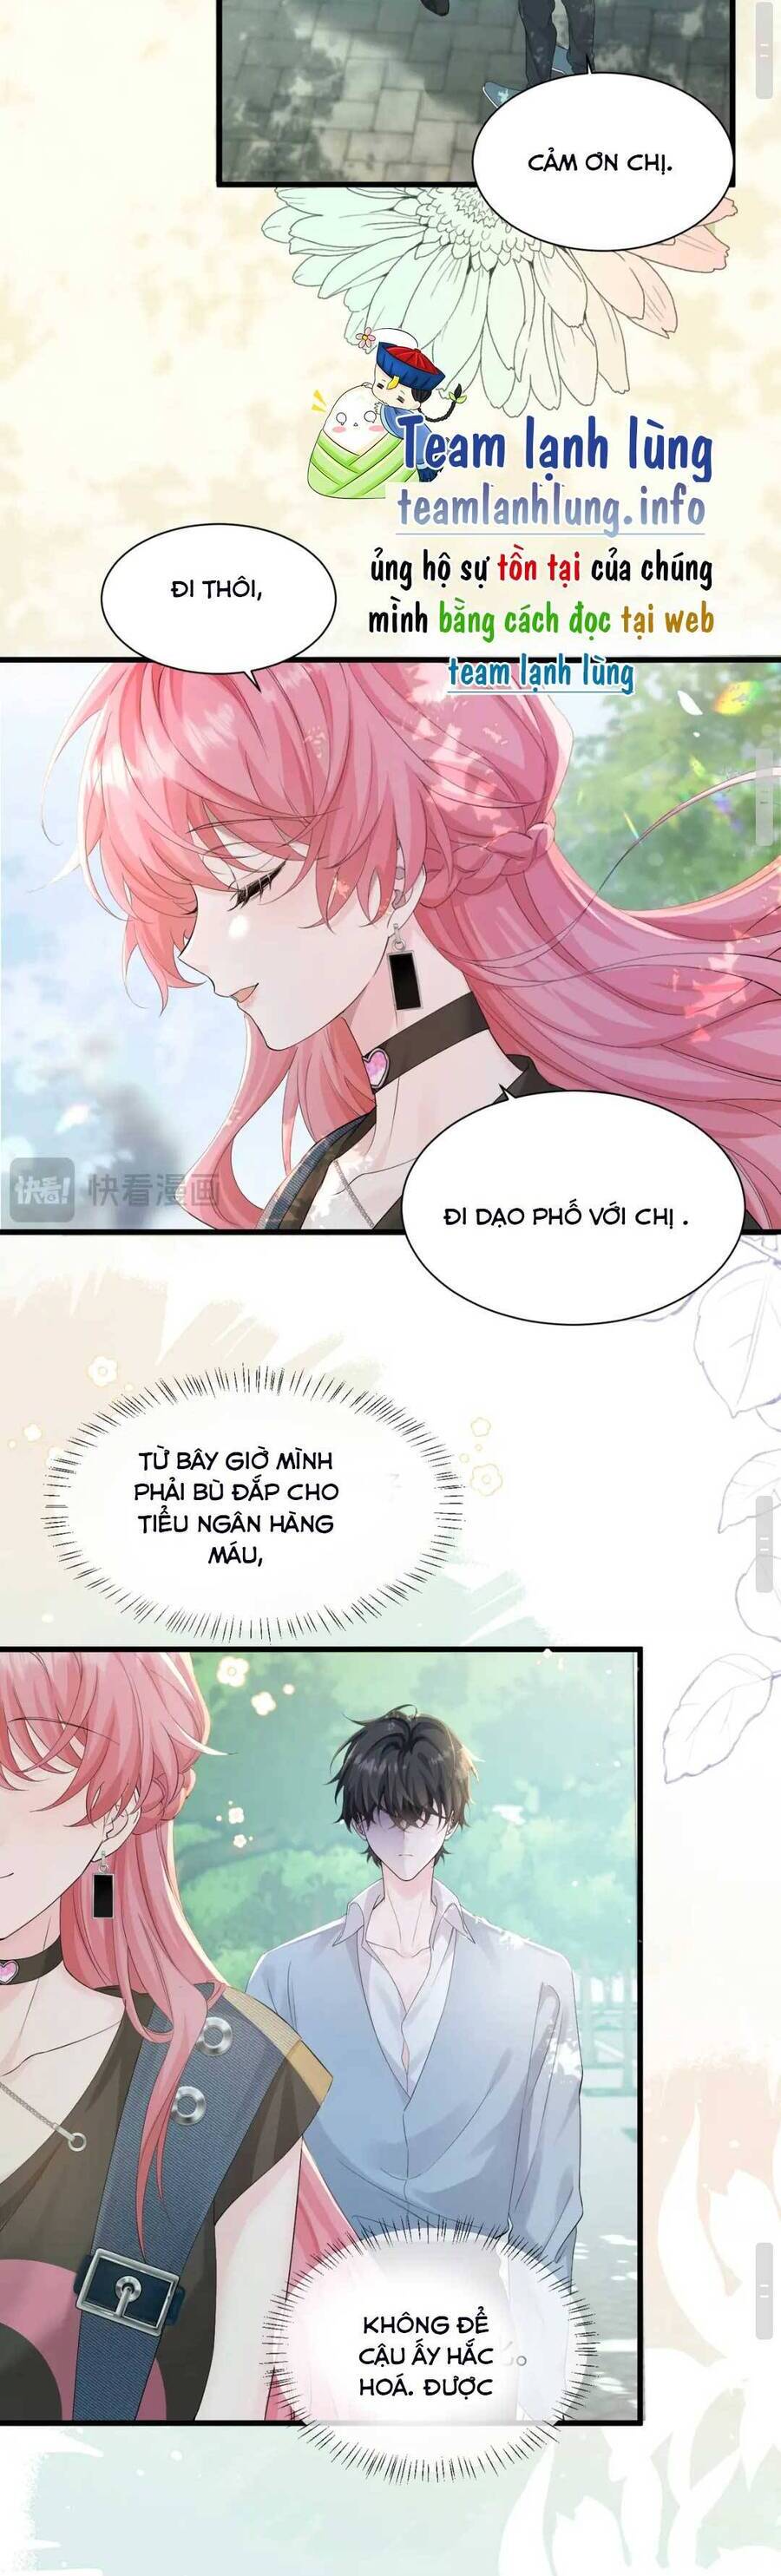 CẢM ƠN CHỊ.
Team lạnh lùng
teamlanhlung.info
ủng hộ sự tồn tại của chúng
mình bằng cách đọc tại web
team lạnh lùng
ĐI THÔI,
快看! 快看漫画
ĐI DẠO PHỐ VỚI CHỊ .
TỪ BÂY GIỜ MÌNH
PHẢI BÙ ĐẮP CHO
TIỂU NGÂN HÀNG
MÁU,
KHÔNG ĐỂ
CẬU ẤY HẮC
HOÁ. ĐƯỢC